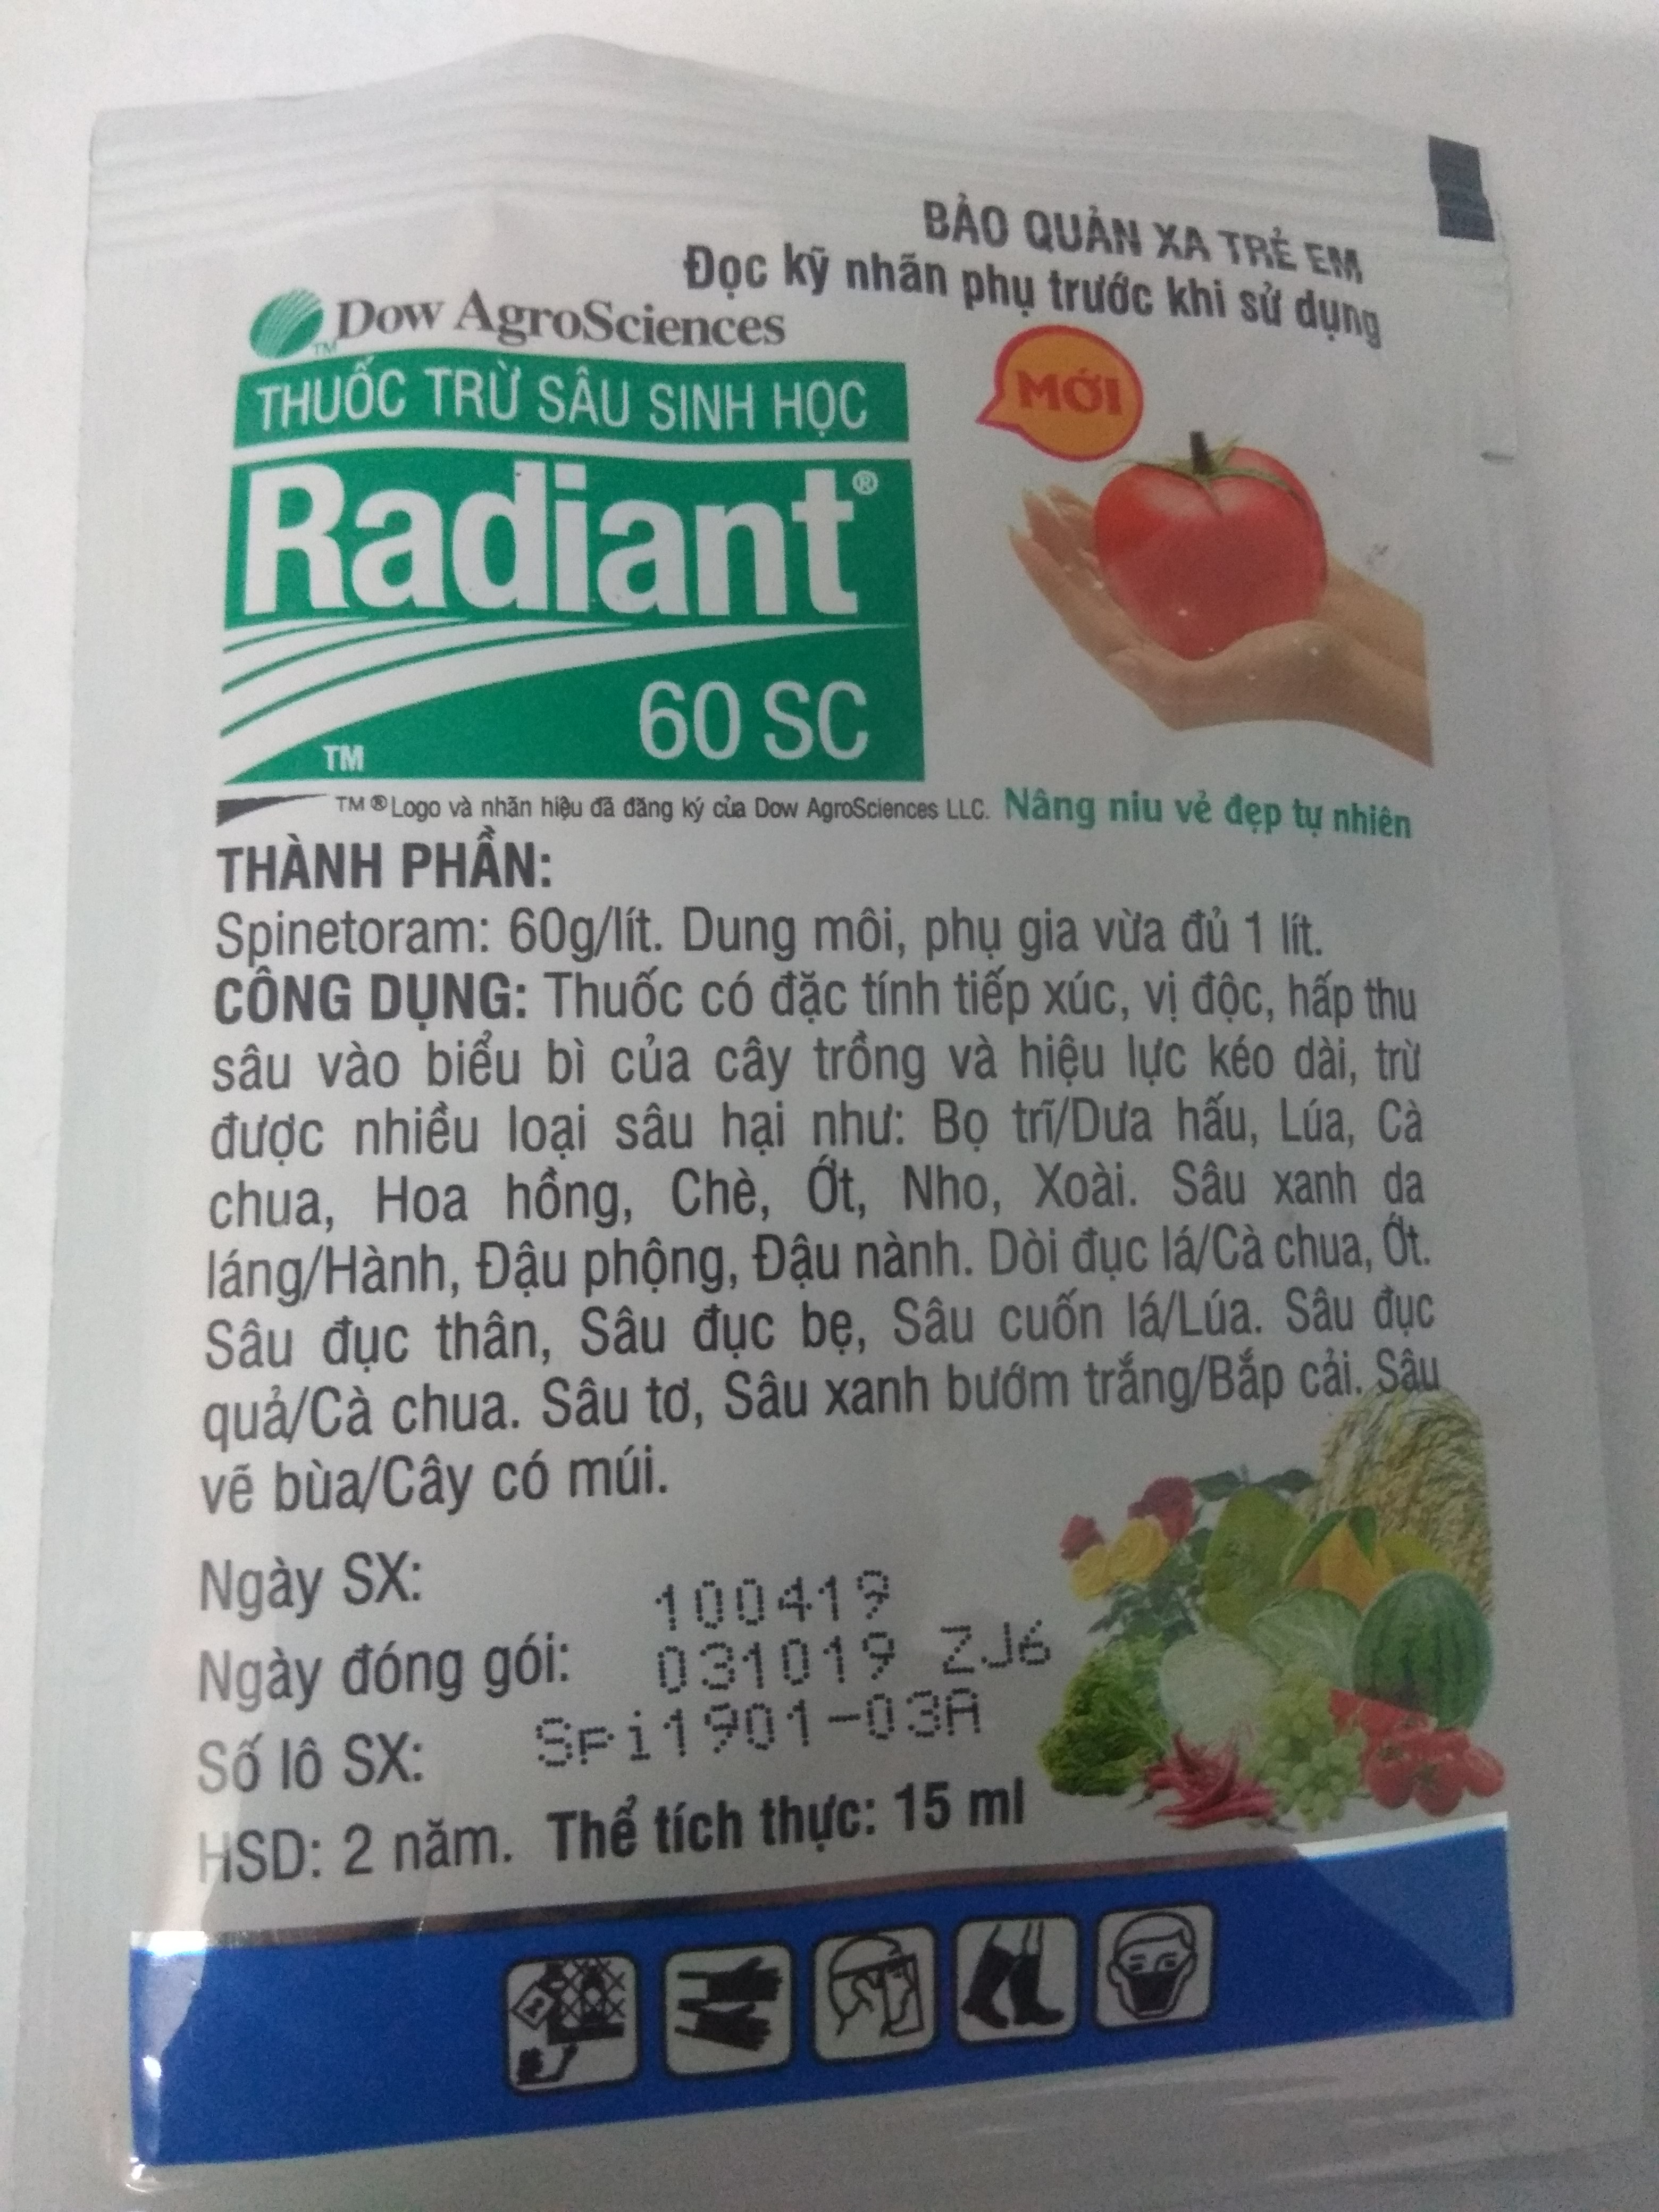 BẢO QUẢN XA TRẺ EM
Đọc kỹ nhãn phụ trước khi sử dụng
Dow AgroSciences
TM
THUỐC TRỪ SÂU SINH HỌC
MỚI
Radiant®
60 SC
TM
TM ® Logo và nhãn hiệu đã đăng ký của Dow AgroSciences LLC.
Nâng niu vẻ đẹp tự nhiên
THÀNH PHẦN:
Spinetoram: 60g/lít. Dung môi, phụ gia vừa đủ 1 lít.
CÔNG DỤNG: Thuốc có đặc tính tiếp xúc, vị độc, hấp thu
sâu vào biểu bì của cây trồng và hiệu lực kéo dài, trừ
được nhiều loại sâu hại như: Bọ trĩ/Dưa hấu, Lúa, Cà
chua, Hoa hồng, Chè, Ớt, Nho, Xoài. Sâu xanh da
láng/Hành, Đậu phộng, Đậu nành. Dòi đục lá/Cà chua, Ớt.
Sâu đục thân, Sâu đục bẹ, Sâu cuốn lá/Lúa. Sâu đục
quả/Cà chua. Sâu tơ, Sâu xanh bướm trắng/Bắp cải. Sâu
vẽ bùa/Cây có múi.
Ngày SX: 100419
Ngày đóng gói: 031019 ZJ6
Số lô SX: Spi1901-03A
HSD: 2 năm. Thể tích thực: 15 ml